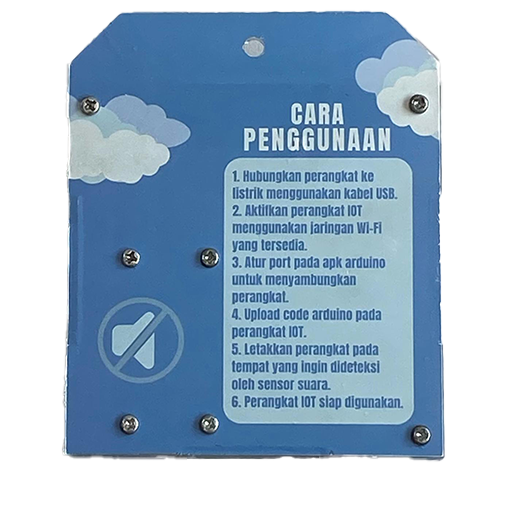 CARA
PENGGUNAAN
1. Hubungkan perangkat ke
listrik menggunakan kabel USB.
2. Aktifkan perangkat IOT
menggunakan jaringan Wi-Fi
yang tersedia.
3. Atur port pada apk arduino
untuk menyambungkan
perangkat.
4. Upload code arduino pada
perangkat IOT.
5. Letakkan perangkat pada
tempat yang ingin dideteksi
oleh sensor suara.
6. Perangkat IOT siap digunakan.